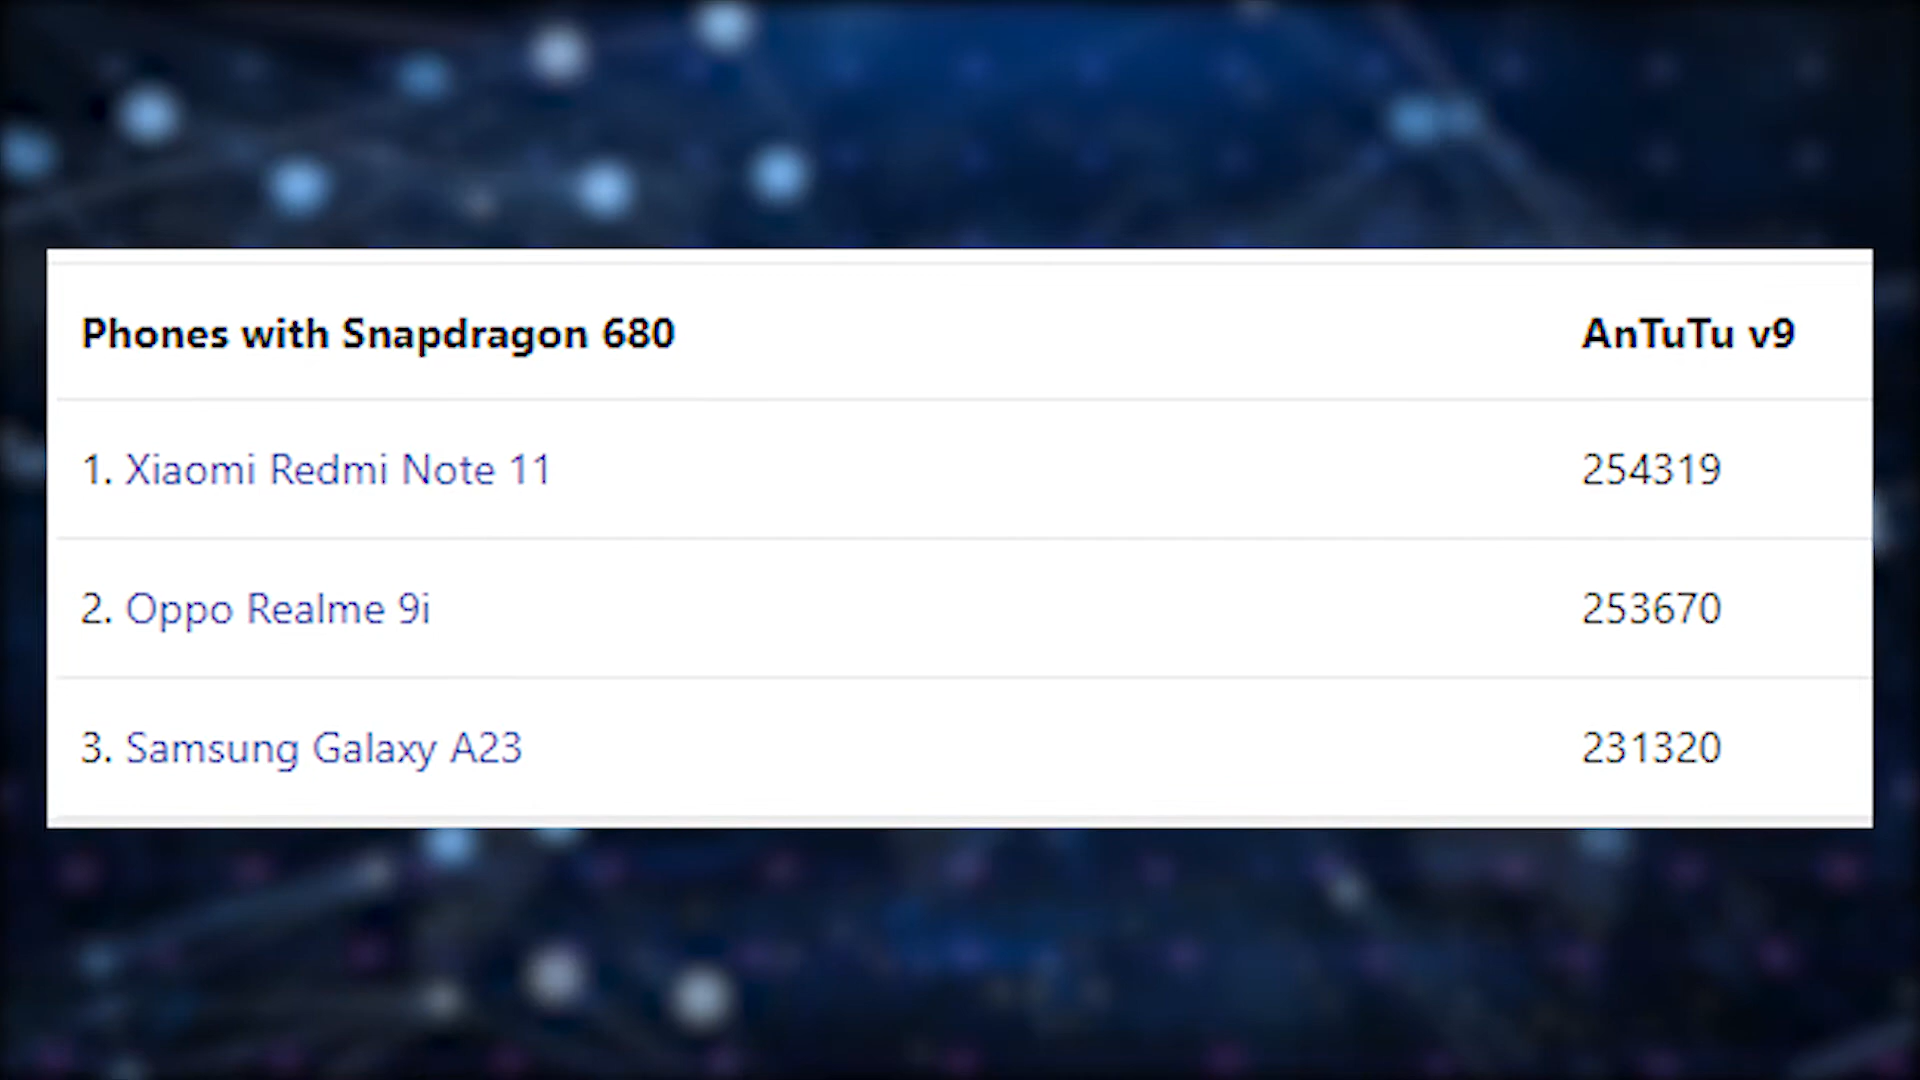 Phones with Snapdragon 680 AnTuTu v9
1. Xiaomi Redmi Note 11 254319
2. Oppo Realme 9i 253670
3. Samsung Galaxy A23 231320